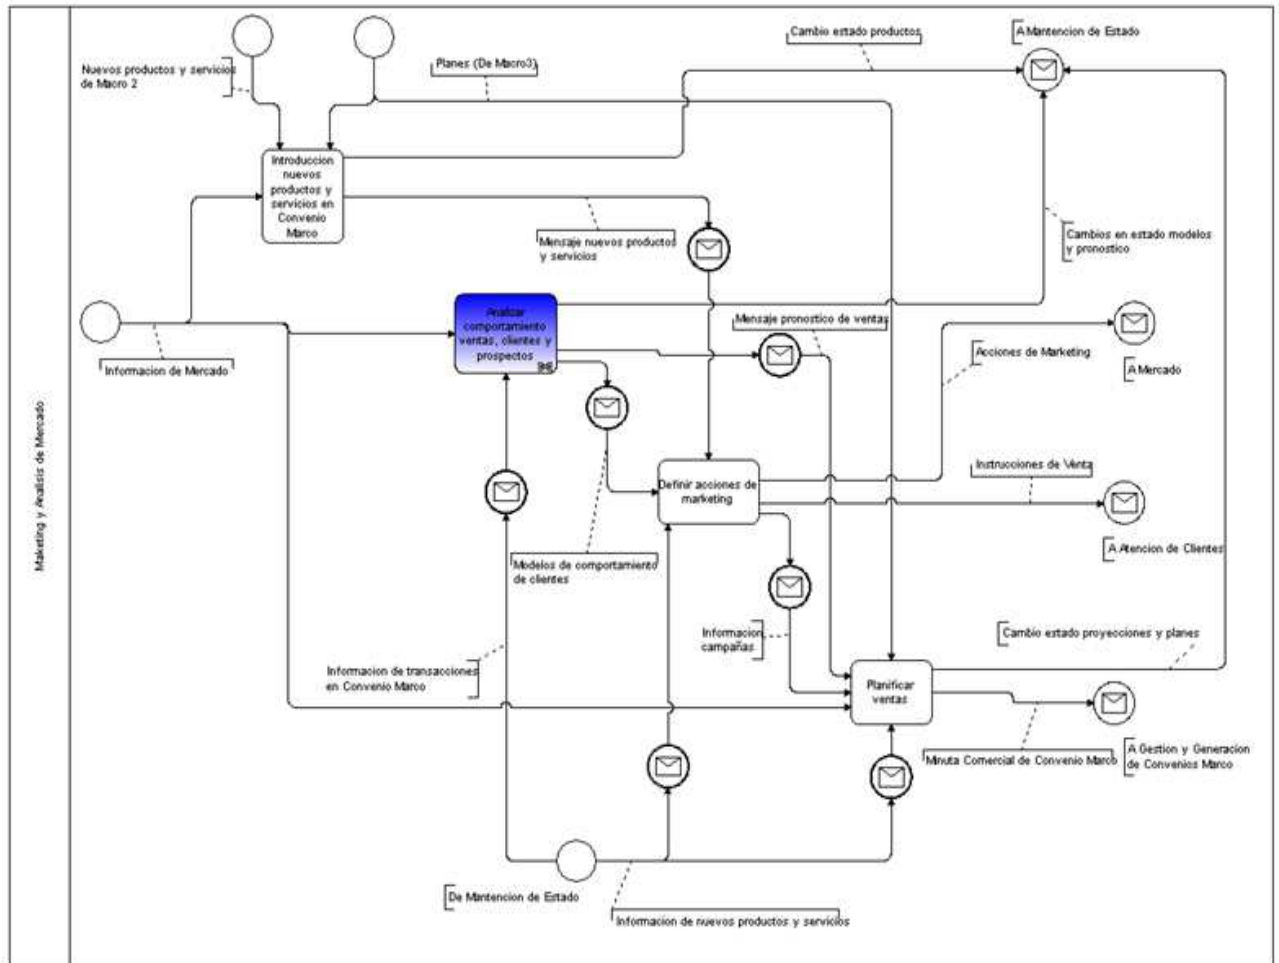 Cambio estado productos
A Mantencion de Estado
Nuevos productos y servicios
de Macro 2
Planes (De Macro3)
Introduccion
nuevos
productos y
servicios en
Convenio
Marco
Mensaje nuevos productos
y servicios
Cambios en estado modelos
y pronostico
Analizar
comportamiento
ventas, clientes y
prospectos
Mensaje pronostico de ventas
Acciones de Marketing
A Mercado
Informacion de Mercado
Maketing y Analisis de Mercado
Definir acciones de
marketing
Instrucciones de Venta
A Atencion de Clientes
Modelos de comportamiento
de clientes
Informacion
campañas
Cambio estado proyecciones y planes
Informacion de transacciones
en Convenio Marco
Planificar
ventas
Minuta Comercial de Convenio Marco
A Gestion y Generacion
de Convenios Marco
De Mantencion de Estado
Informacion de nuevos productos y servicios